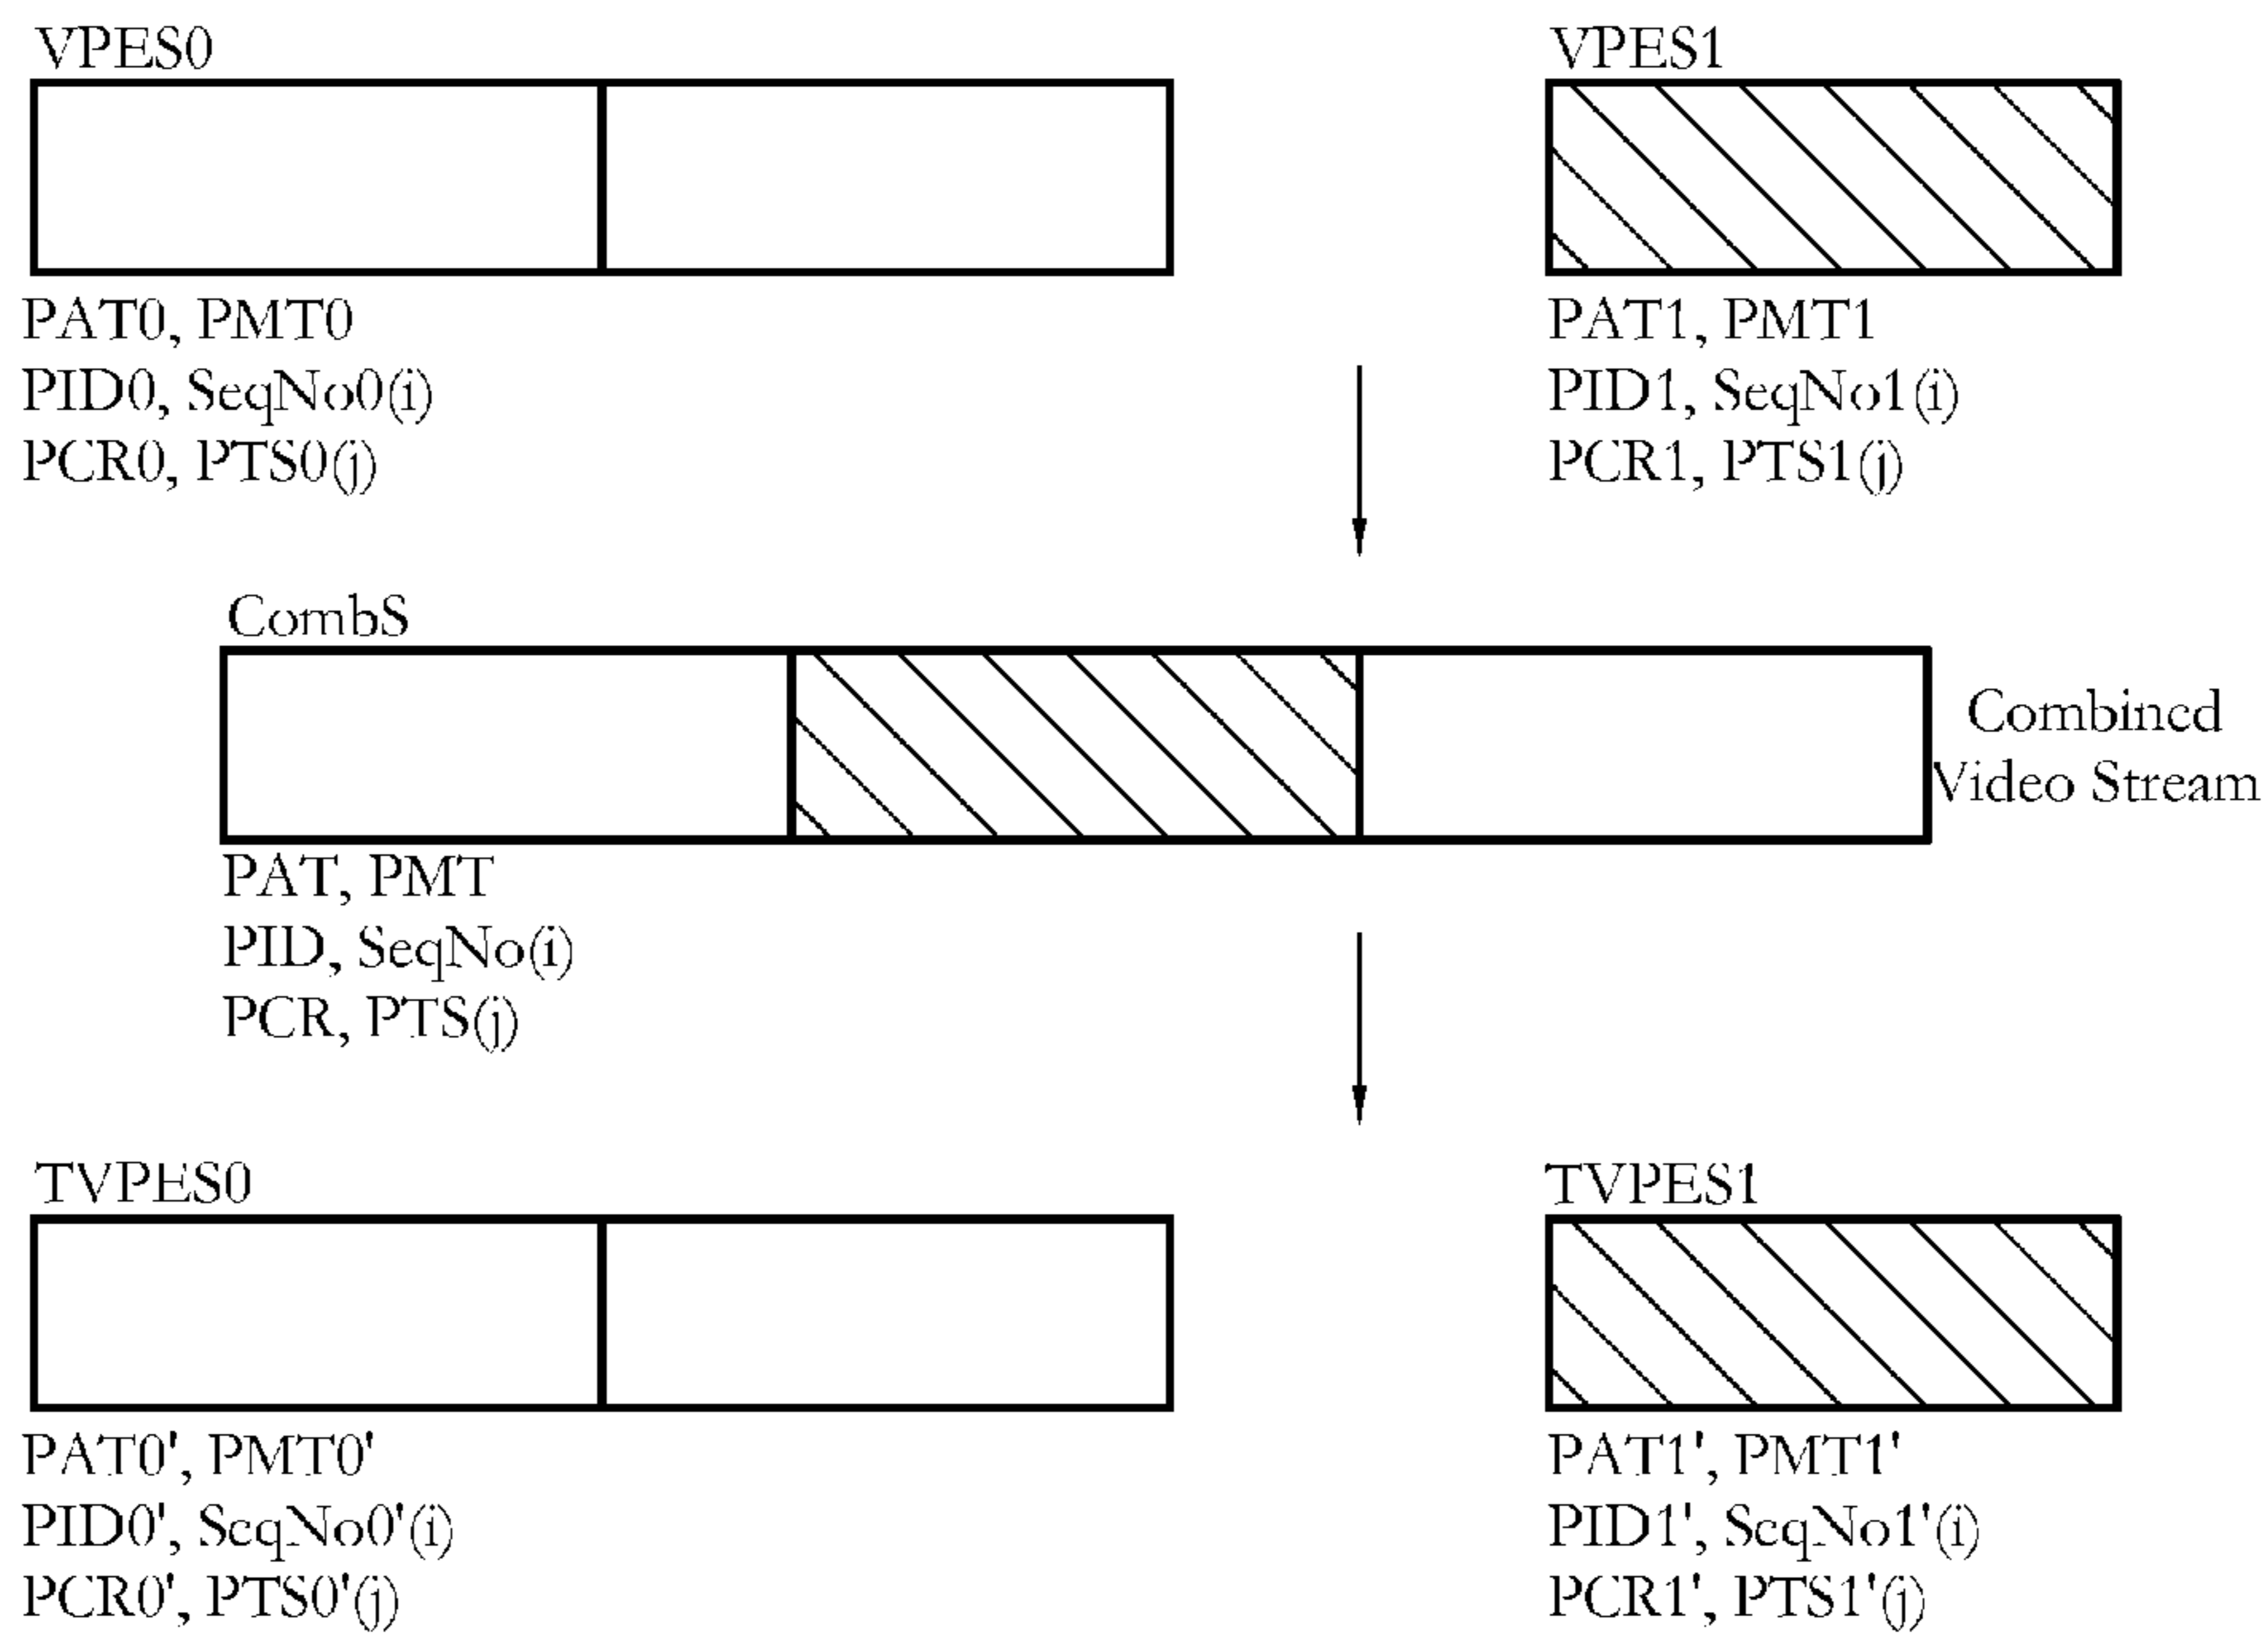 VPES0
VPES1
PAT0, PMT0
PID0, SeqNo0(i)
PCR0, PTS0(j)
PAT1, PMT1
PID1, SeqNo1(i)
PCR1, PTS1(j)
CombS
Combined
Video Stream
PAT, PMT
PID, SeqNo(i)
PCR, PTS(j)
TVPES0
TVPES1
PAT0', PMT0'
PID0', SeqNo0'(i)
PCR0', PTS0'(j)
PAT1', PMT1'
PID1', SeqNo1'(i)
PCR1', PTS1'(j)